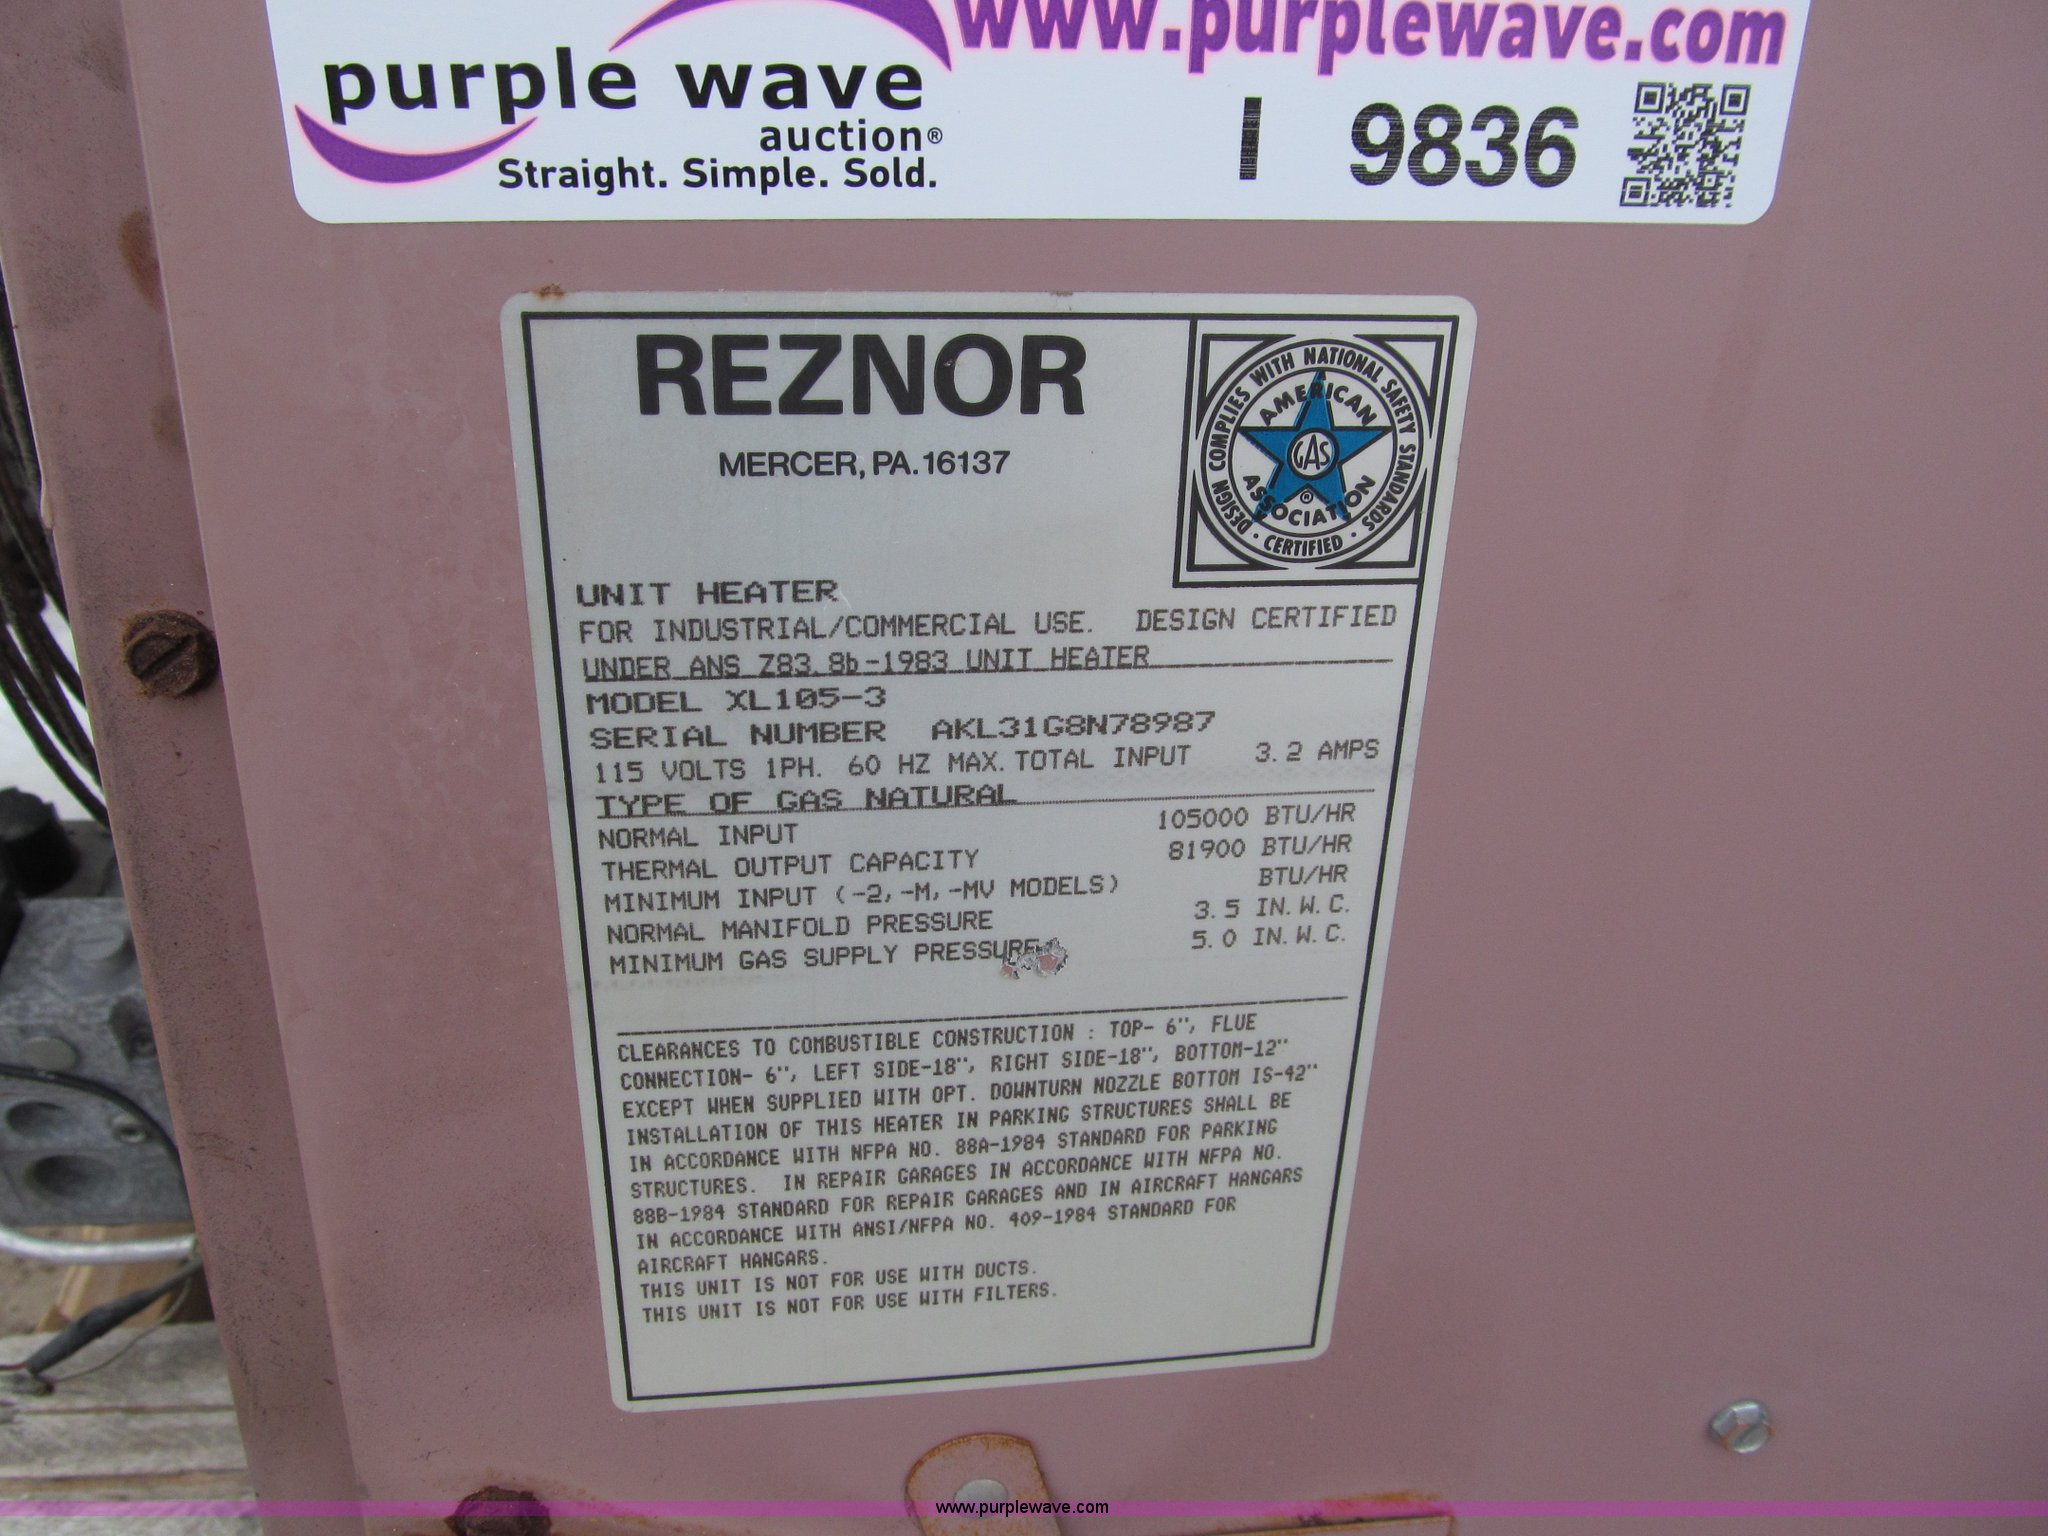 www.purplewave.com
purple wave
auction®
Straight. Simple. Sold.
I 9836
REZNOR
MERCER, PA. 16137
DESIGN COMPLIES WITH NATIONAL SAFETY STANDARDS
AMERICAN
GAS
®
ASSOCIATION
· CERTIFIED ·
UNIT HEATER
FOR INDUSTRIAL/COMMERCIAL USE. DESIGN CERTIFIED
UNDER ANS Z83.8b-1983 UNIT HEATER
MODEL XL105-3
SERIAL NUMBER AKL31G8N78987
115 VOLTS 1PH. 60 HZ MAX. TOTAL INPUT 3.2 AMPS
TYPE OF GAS NATURAL
NORMAL INPUT 105000 BTU/HR
THERMAL OUTPUT CAPACITY 81900 BTU/HR
MINIMUM INPUT (-2,-M,-MV MODELS) BTU/HR
NORMAL MANIFOLD PRESSURE 3.5 IN.W.C.
MINIMUM GAS SUPPLY PRESSURE 5.0 IN.W.C.
CLEARANCES TO COMBUSTIBLE CONSTRUCTION : TOP- 6", FLUE
CONNECTION- 6", LEFT SIDE-18", RIGHT SIDE-18", BOTTOM-12"
EXCEPT WHEN SUPPLIED WITH OPT. DOWNTURN NOZZLE BOTTOM IS-42"
INSTALLATION OF THIS HEATER IN PARKING STRUCTURES SHALL BE
IN ACCORDANCE WITH NFPA NO. 88A-1984 STANDARD FOR PARKING
STRUCTURES. IN REPAIR GARAGES IN ACCORDANCE WITH NFPA NO.
88B-1984 STANDARD FOR REPAIR GARAGES AND IN AIRCRAFT HANGARS
IN ACCORDANCE WITH ANSI/NFPA NO. 409-1984 STANDARD FOR
AIRCRAFT HANGARS.
THIS UNIT IS NOT FOR USE WITH DUCTS.
THIS UNIT IS NOT FOR USE WITH FILTERS.
www.purplewave.com